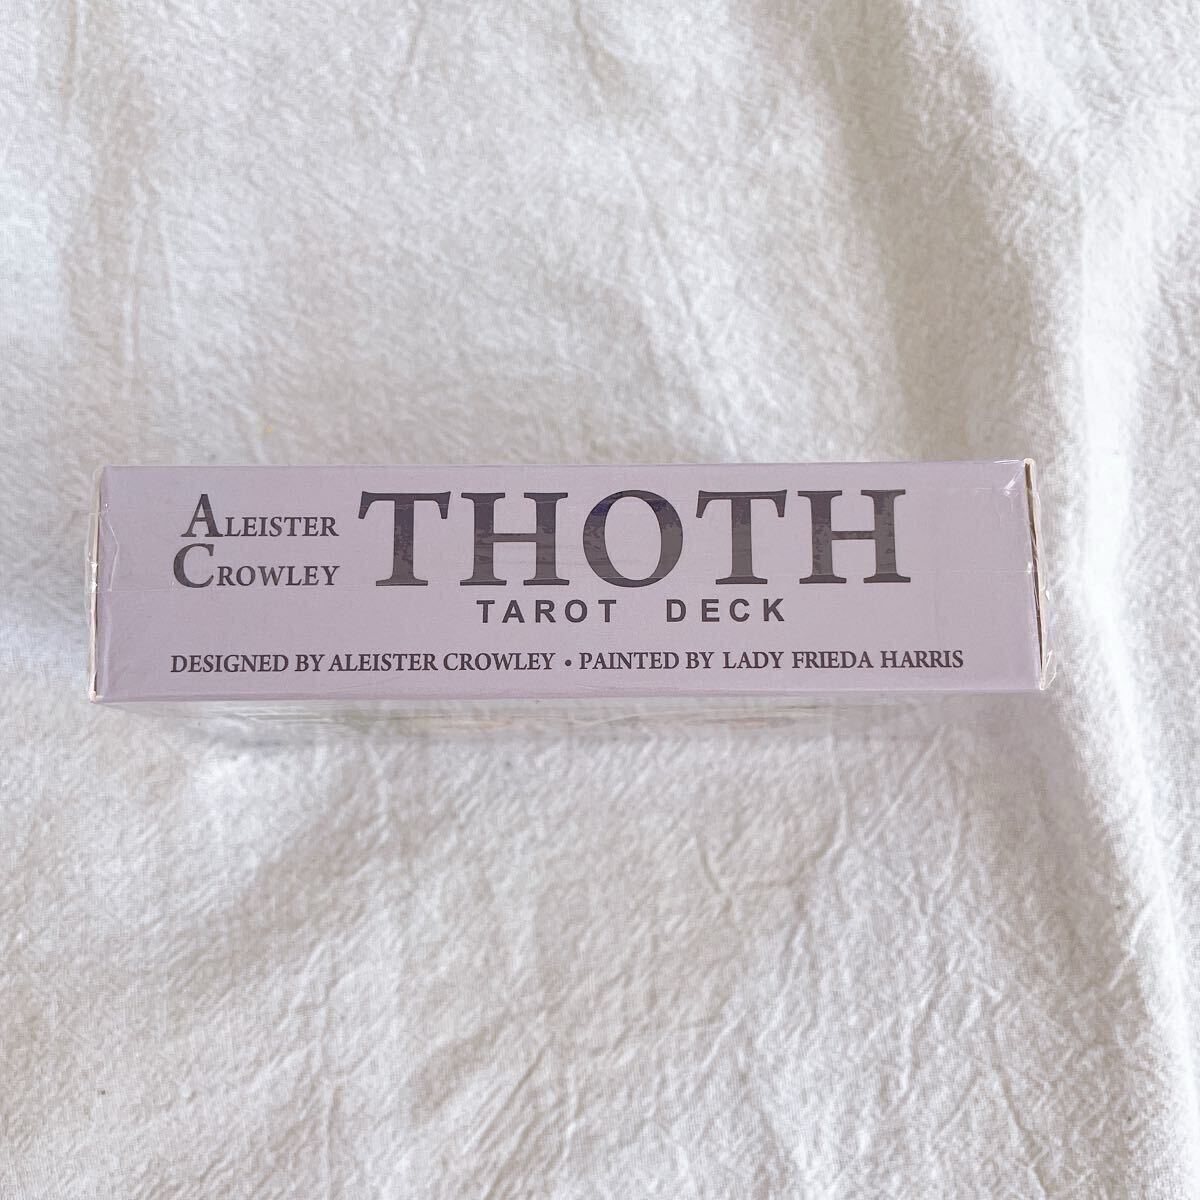 ALEISTER
CROWLEY
THOTH
TAROT DECK
DESIGNED BY ALEISTER CROWLEY • PAINTED BY LADY FRIEDA HARRIS